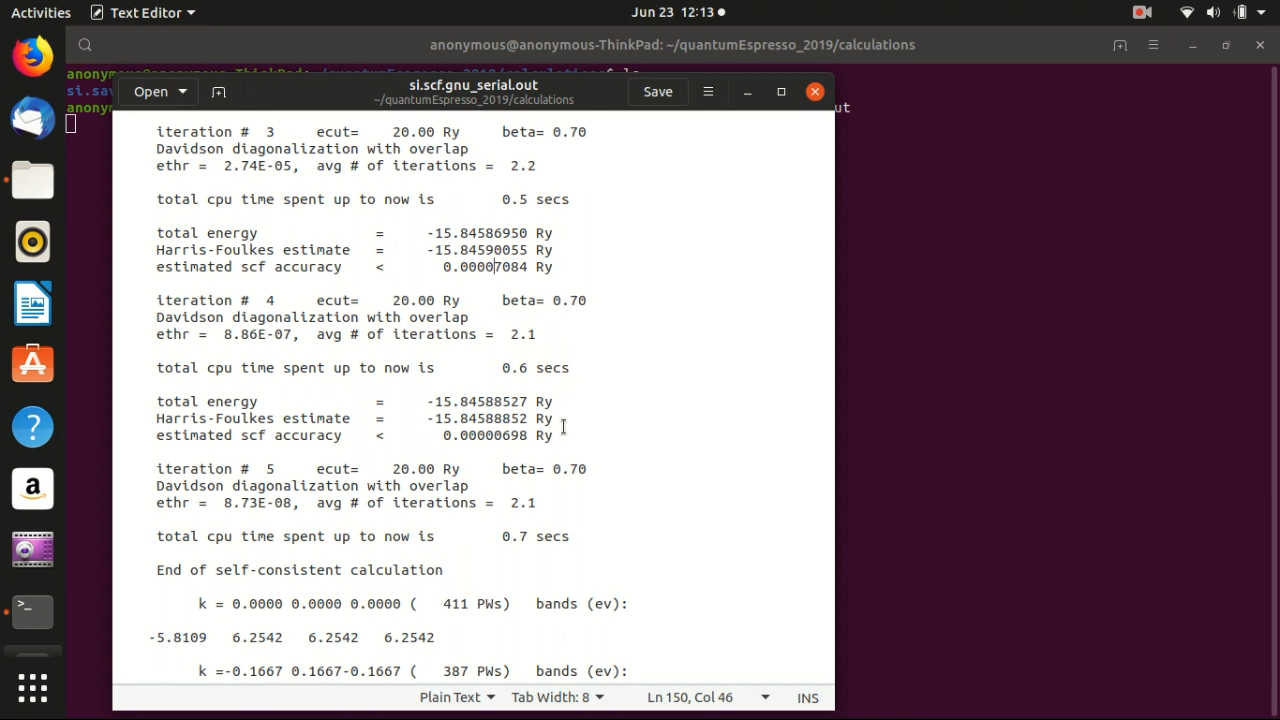 Activities Text Editor Jun 23 12:13
anonymous@anonymous-ThinkPad: ~/quantumEspresso_2019/calculations
si.sav
anonym
ut
Open si.scf.gnu_serial.out Save
~/quantumEspresso_2019/calculations
iteration # 3 ecut= 20.00 Ry beta= 0.70
Davidson diagonalization with overlap
ethr = 2.74E-05, avg # of iterations = 2.2
total cpu time spent up to now is 0.5 secs
total energy = -15.84586950 Ry
Harris-Foulkes estimate = -15.84590055 Ry
estimated scf accuracy < 0.00007084 Ry
iteration # 4 ecut= 20.00 Ry beta= 0.70
Davidson diagonalization with overlap
ethr = 8.86E-07, avg # of iterations = 2.1
total cpu time spent up to now is 0.6 secs
total energy = -15.84588527 Ry
Harris-Foulkes estimate = -15.84588852 Ry
estimated scf accuracy < 0.00000698 Ry
iteration # 5 ecut= 20.00 Ry beta= 0.70
Davidson diagonalization with overlap
ethr = 8.73E-08, avg # of iterations = 2.1
total cpu time spent up to now is 0.7 secs
End of self-consistent calculation
k = 0.0000 0.0000 0.0000 ( 411 PWs) bands (ev):
-5.8109 6.2542 6.2542 6.2542
k =-0.1667 0.1667-0.1667 ( 387 PWs) bands (ev):
Plain Text Tab Width: 8 Ln 150, Col 46 INS